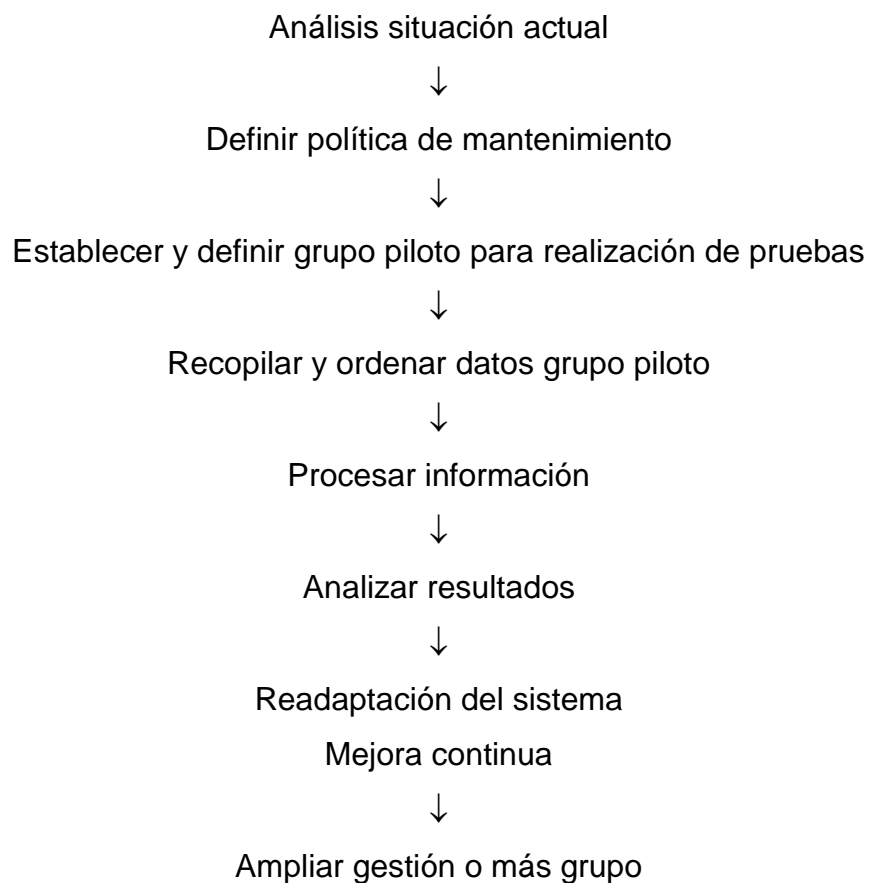 Análisis situación actual
↓
Definir política de mantenimiento
↓
Establecer y definir grupo piloto para realización de pruebas
↓
Recopilar y ordenar datos grupo piloto
↓
Procesar información
↓
Analizar resultados
↓
Readaptación del sistema
Mejora continua
↓
Ampliar gestión o más grupo